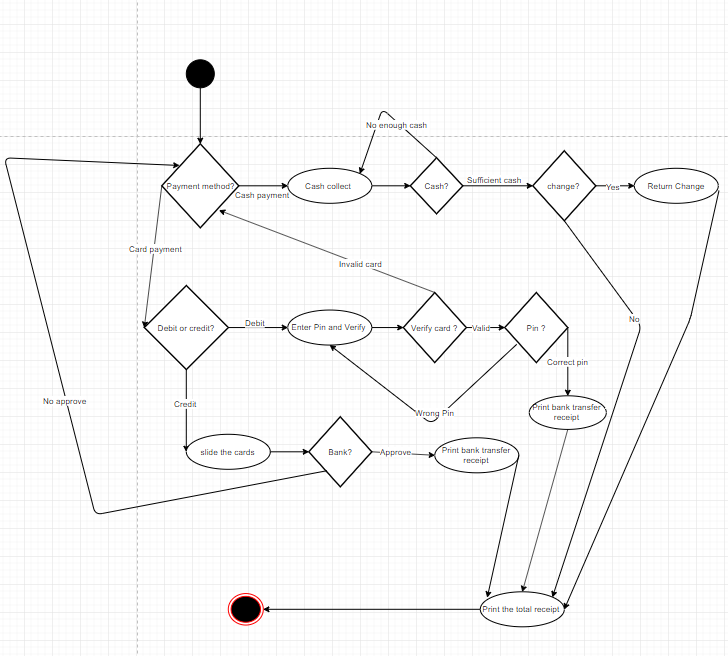 No enough cash
Payment method?
Cash payment
Cash collect
Cash?
Sufficient cash
change?
Yes
Return Change
Card payment
Invalid card
Debit or credit?
Debit
Enter Pin and Verify
Verify card ?
Valid
Pin ?
No
Correct pin
Credit
No approve
Wrong Pin
Print bank transfer
receipt
slide the cards
Bank?
Approve
Print bank transfer
receipt
Print the total receipt